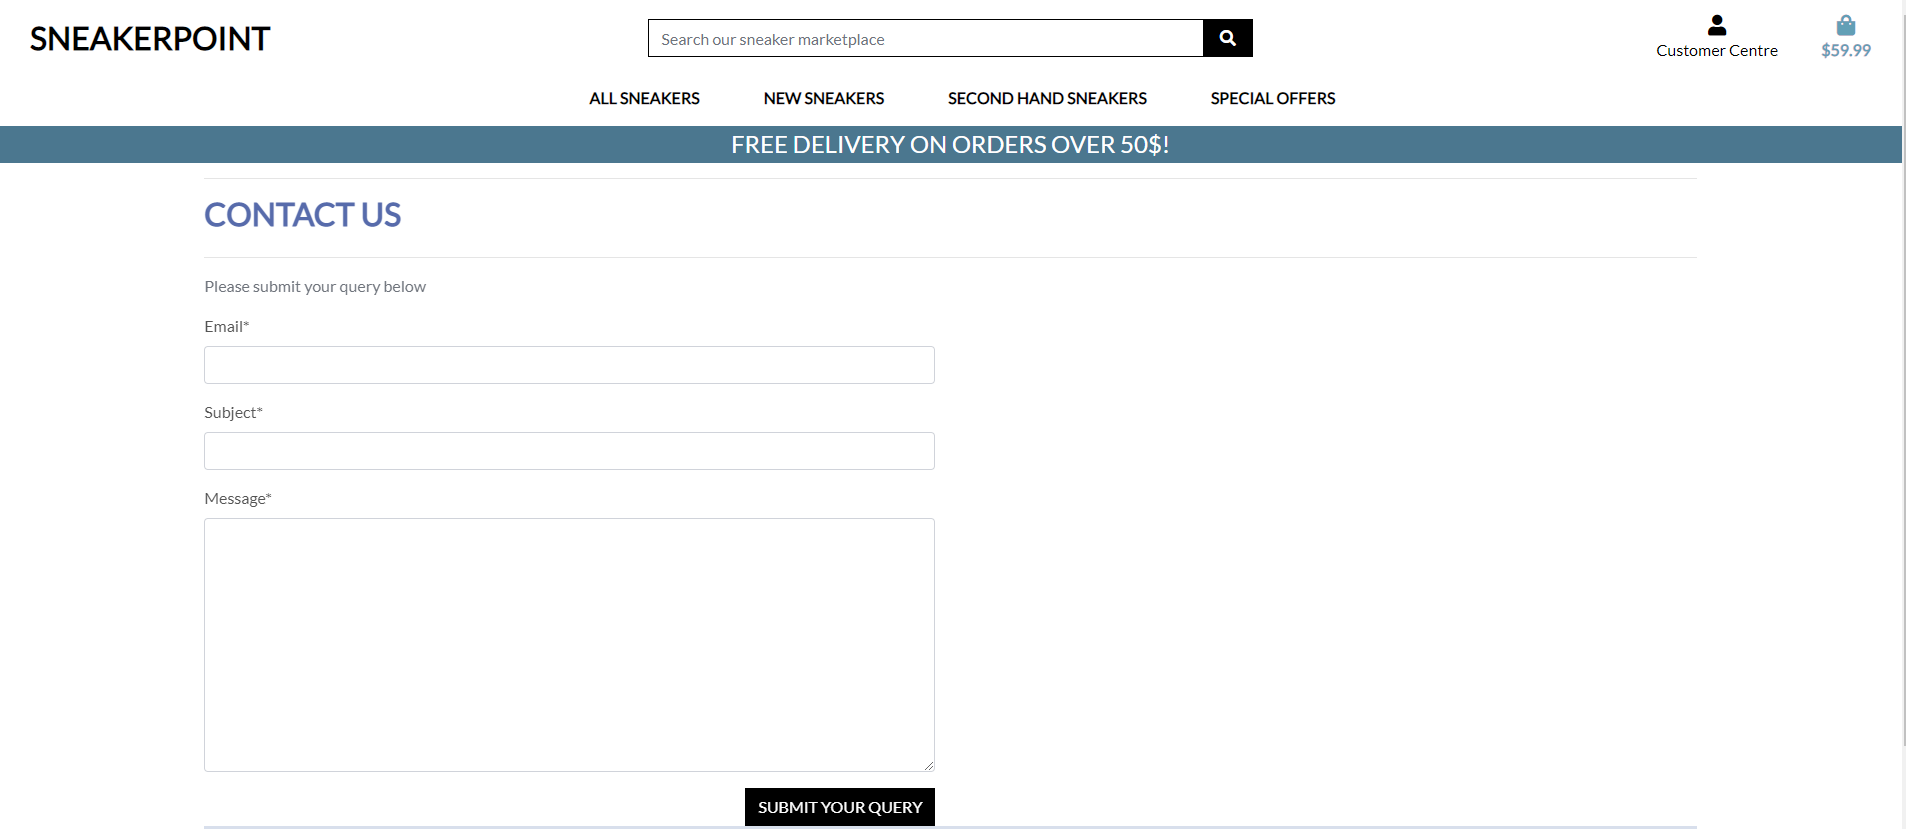 SNEAKERPOINT
Search our sneaker marketplace
Customer Centre
$59.99
ALL SNEAKERS NEW SNEAKERS SECOND HAND SNEAKERS SPECIAL OFFERS
FREE DELIVERY ON ORDERS OVER 50$!
CONTACT US
Please submit your query below
Email*
Subject*
Message*
SUBMIT YOUR QUERY